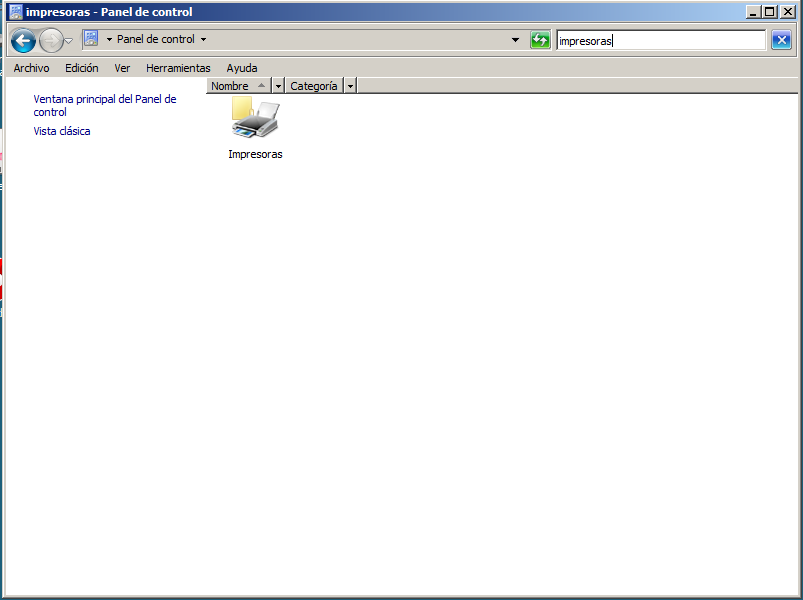 impresoras - Panel de control
Panel de control
impresoras
Archivo Edición Ver Herramientas Ayuda
Nombre Categoría
Ventana principal del Panel de
control
Vista clásica
Impresoras